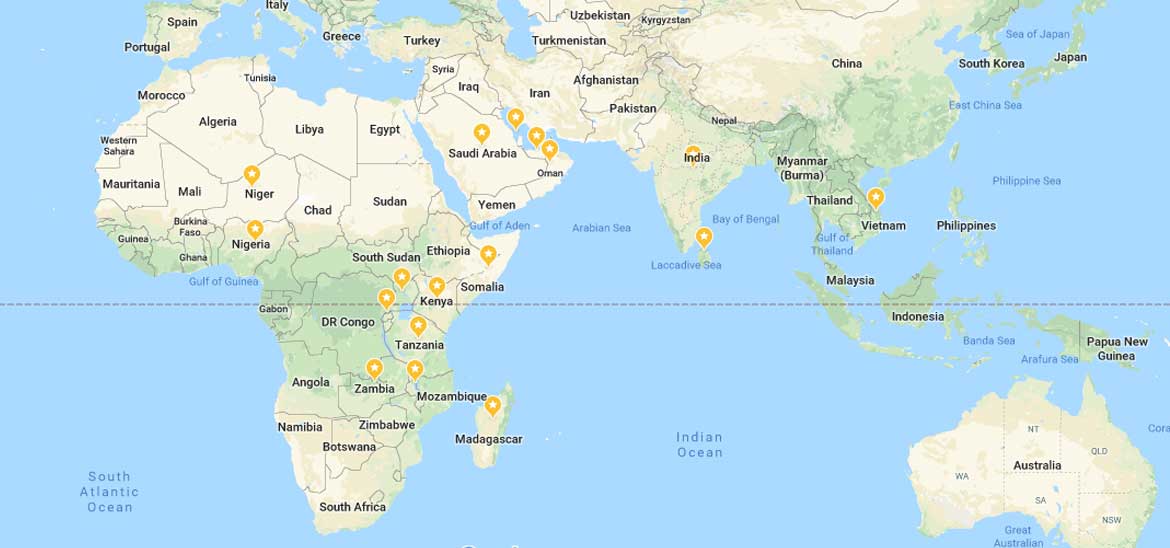 Italy
Spain
Portugal
Greece
Turkey
Uzbekistan
Kyrgyzstan
Turkmenistan
Sea of Japan
Japan
South Korea
China
Tunisia
Syria
Iraq
Iran
Afghanistan
Pakistan
Morocco
Algeria
Libya
Egypt
East China Sea
Nepal
Western
Sahara
Saudi Arabia
India
Myanmar
(Burma)
Oman
Mauritania
Mali
Niger
Philippine Sea
Chad
Sudan
Yemen
Thailand
Burkina
Faso
Gulf of Aden
Arabian Sea
Bay of Bengal
Vietnam
Philippines
Guinea
Nigeria
Ghana
Ethiopia
Gulf of
Thailand
South Sudan
Laccadive Sea
Gulf of Guinea
Somalia
Malaysia
Kenya
Gabon
DR Congo
Indonesia
Tanzania
Banda Sea
Papua New
Guinea
Arafura Sea
Angola
Zambia
Mozambique
Namibia
Zimbabwe
Madagascar
Botswana
Indian
Ocean
NT
Cora
QLD
Australia
WA
South
Atlantic
Ocean
SA
South Africa
NSW
Great
Australian